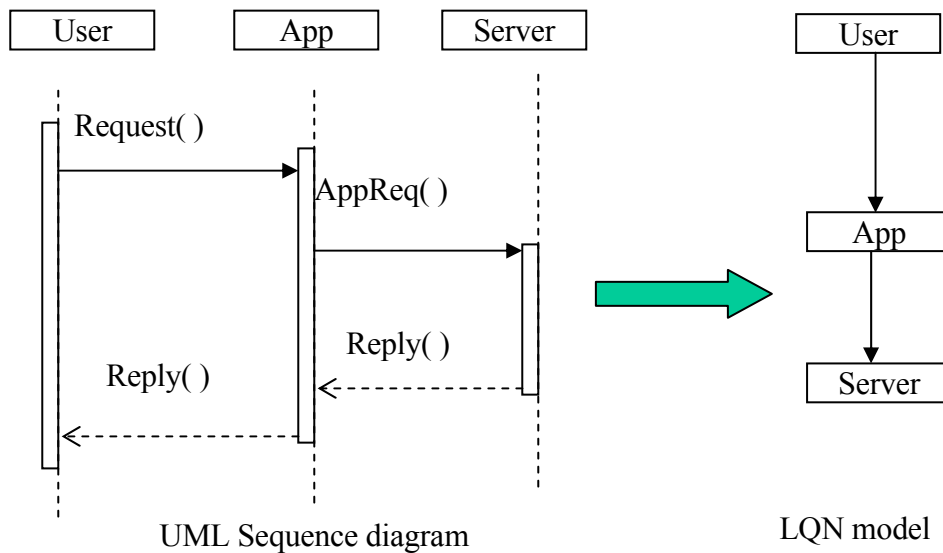 User
App
Server
Request( )
AppReq( )
Reply( )
Reply( )
UML Sequence diagram
User
App
Server
LQN model